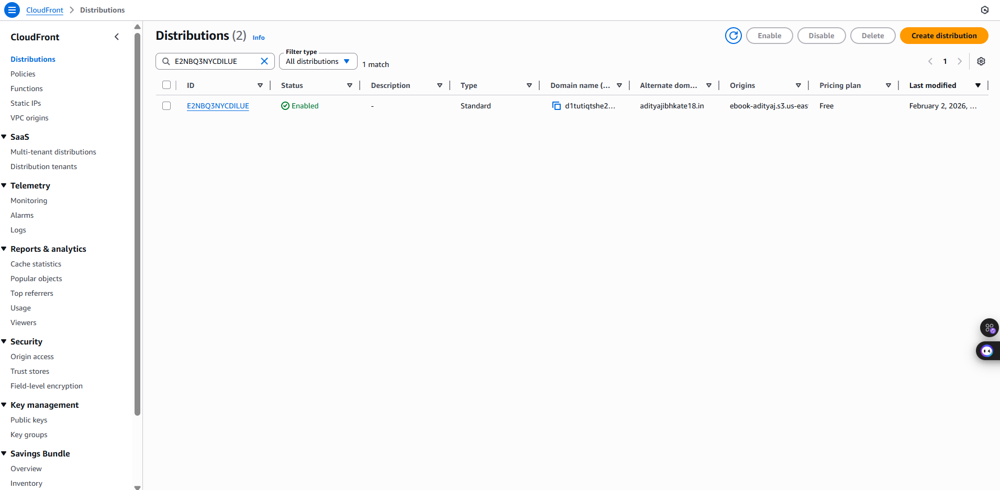 CloudFront > Distributions
CloudFront
Distributions
Policies
Functions
Static IPs
VPC origins
SaaS
Multi-tenant distributions
Distribution tenants
Telemetry
Monitoring
Alarms
Logs
Reports & analytics
Cache statistics
Popular objects
Top referrers
Usage
Viewers
Security
Origin access
Trust stores
Field-level encryption
Key management
Public keys
Key groups
Savings Bundle
Overview
Inventory
Distributions (2) Info
Enable Disable Delete Create distribution
Filter type
E2NBQ3NYCDILUE All distributions 1 match 1
ID Status Description Type Domain name (... Alternate dom... Origins Pricing plan Last modified
E2NBQ3NYCDILUE Enabled - Standard d1tutiqtshe2... adityajibhkate18.in ebook-adityaj.s3.us-eas Free February 2, 2026, ...